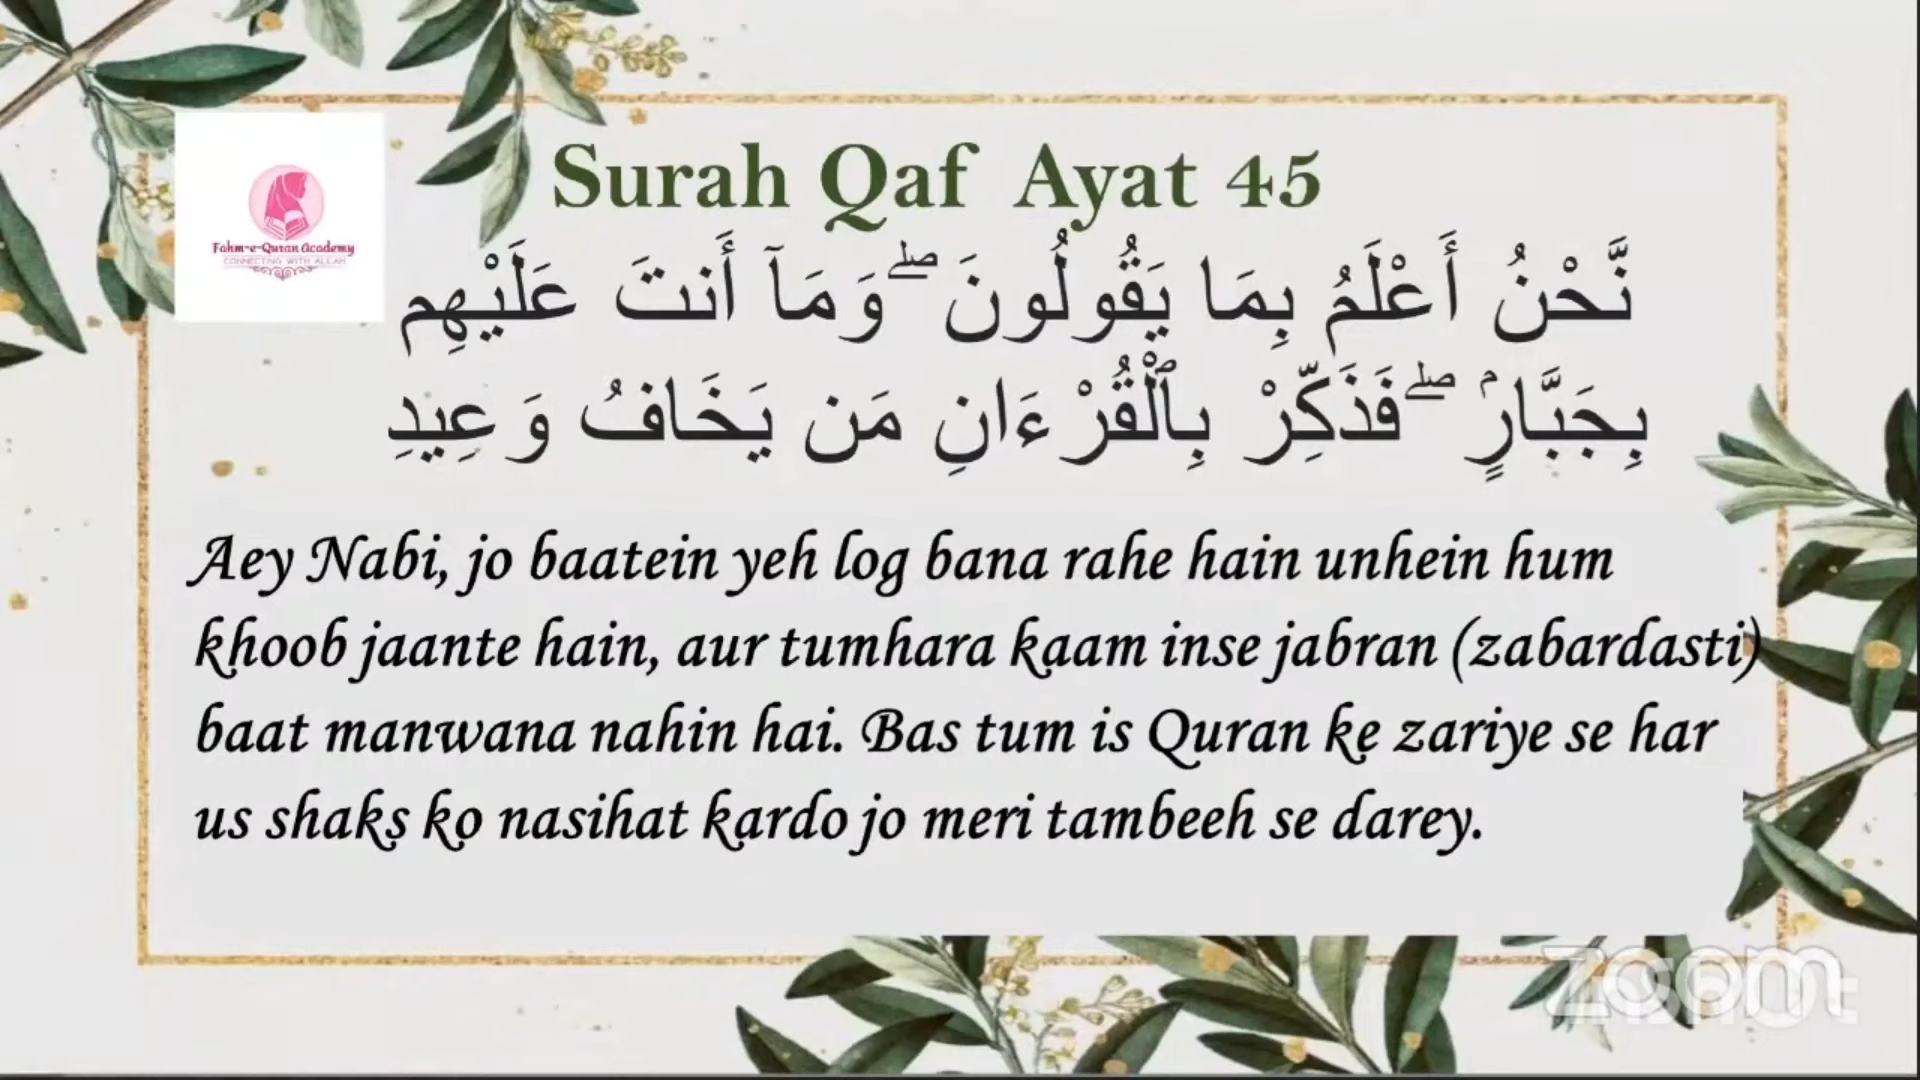 Surah Qaf Ayat 45
Fahm-e-Quran Academy
CONNECTING WITH ALLAH
نَّحْنُ أَعْلَمُ بِمَا يَقُولُونَ ۖ وَمَآ أَنتَ عَلَيْهِم
بِجَبَّارٍۢ ۖ فَذَكِّرْ بِٱلْقُرْءَانِ مَن يَخَافُ وَعِيدِ
Aey Nabi, jo baatein yeh log bana rahe hain unhein hum
khoob jaante hain, aur tumhara kaam inse jabran (zabardasti)
baat manwana nahin hai. Bas tum is Quran ke zariye se har
us shaks ko nasihat kardo jo meri tambeeh se darey.
zoom